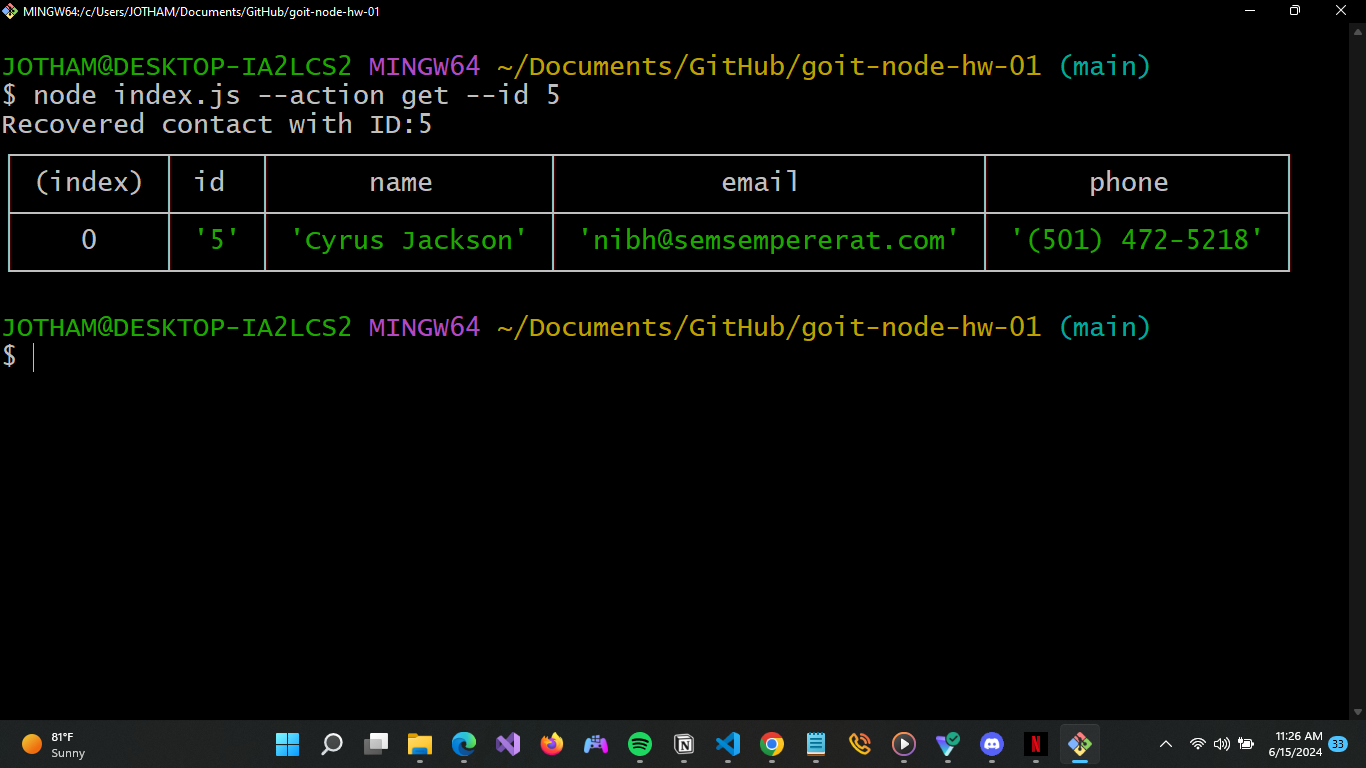 MINGW64:/c/Users/JOTHAM/Documents/GitHub/goit-node-hw-01
JOTHAM@DESKTOP-IA2LCS2 MINGW64 ~/Documents/GitHub/goit-node-hw-01 (main)
$ node index.js --action get --id 5
Recovered contact with ID:5
(index) id name email phone
0 '5' 'Cyrus Jackson' 'nibh@semsempererat.com' '(501) 472-5218'
JOTHAM@DESKTOP-IA2LCS2 MINGW64 ~/Documents/GitHub/goit-node-hw-01 (main)
$
81°F
Sunny
11:26 AM
6/15/2024
33